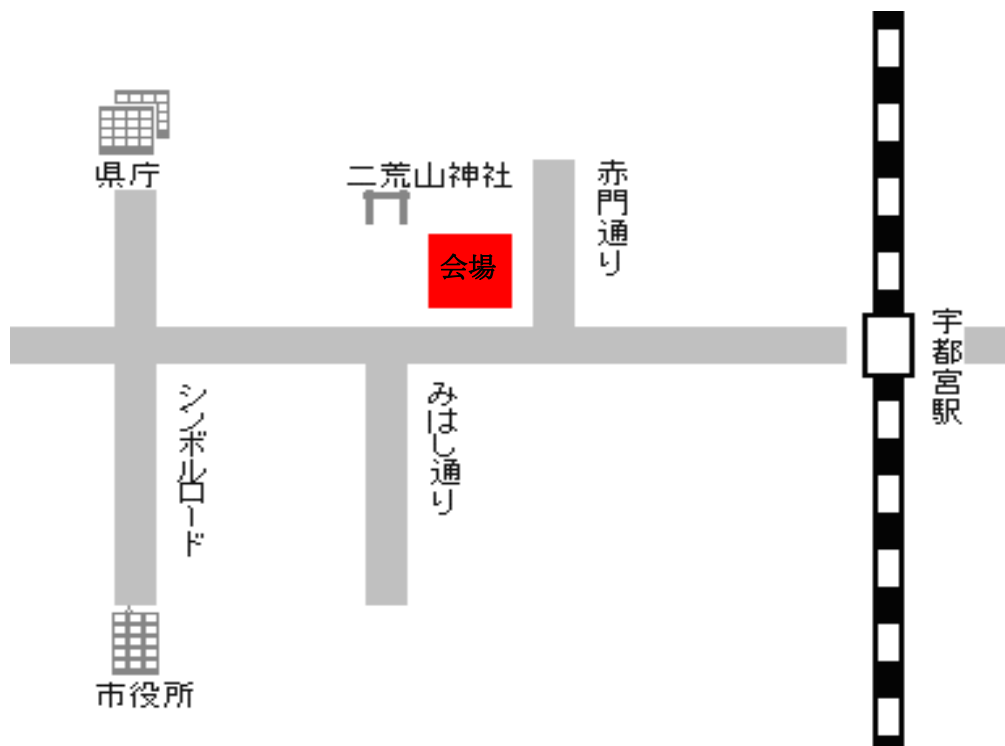 県庁
二荒山神社
赤門通り
会場
宇都宮駅
シンボルロード
みはし通り
市役所